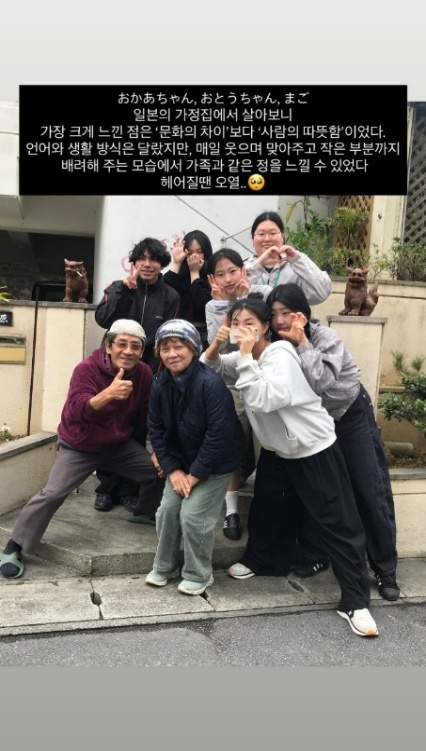 おかあちゃん, おとうちゃん, まご
일본의 가정집에서 살아보니
가장 크게 느낀 점은 ‘문화의 차이’보다 ‘사람의 따뜻함’이었다.
언어와 생활 방식은 달랐지만, 매일 웃으며 맞아주고 작은 부분까지
배려해 주는 모습에서 가족과 같은 정을 느낄 수 있었다
헤어질땐 오열..🥹